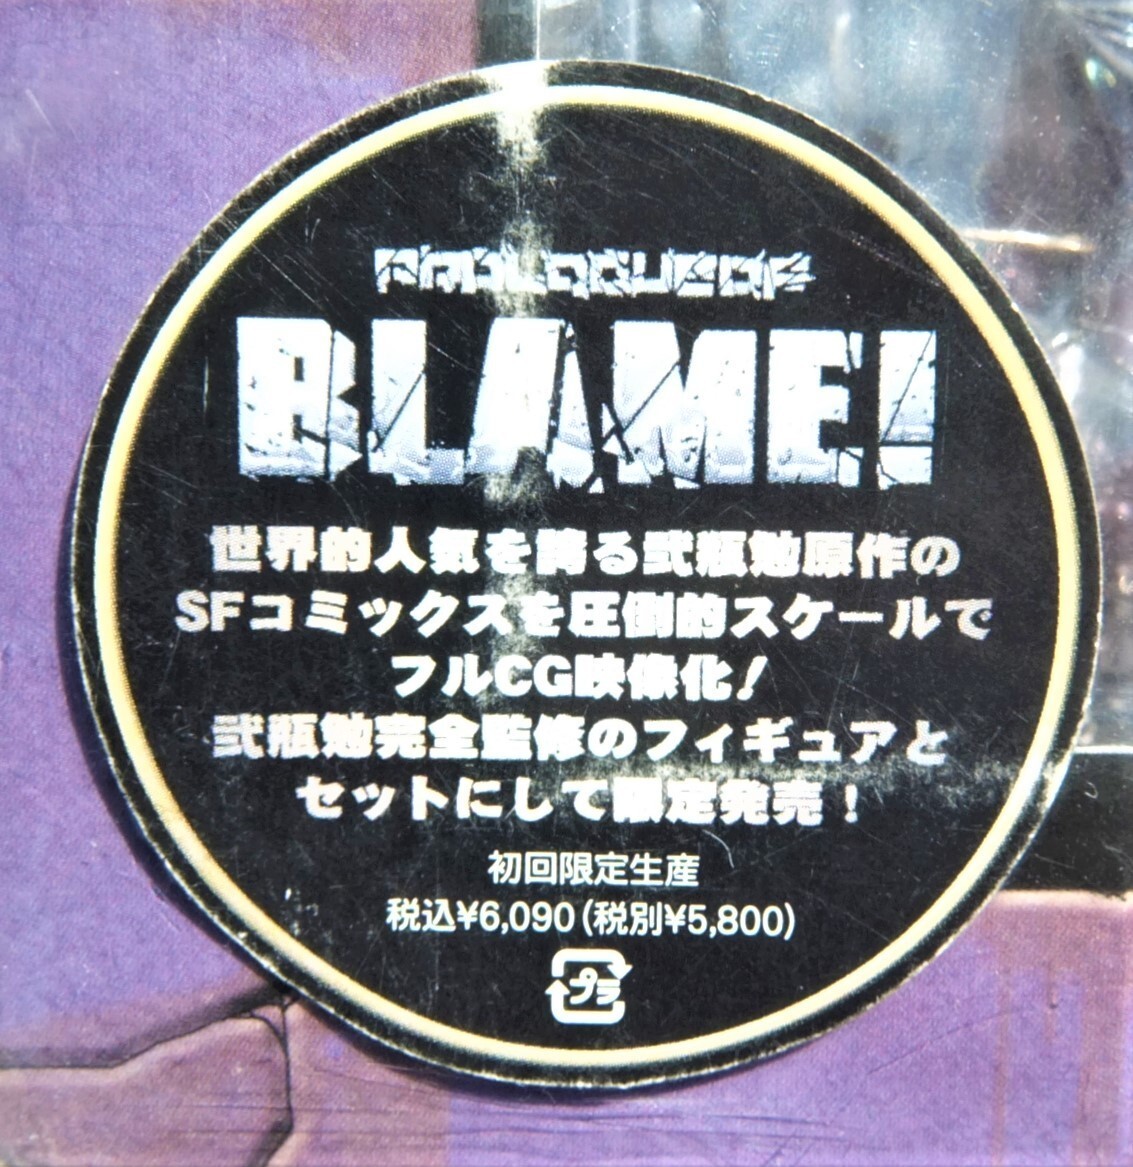 PROLOGUE OF
BLAME!
世界的人気を誇る弐瓶勉原作の
SFコミックスを圧倒的スケールで
フルCG映像化!
弐瓶勉完全監修のフィギュアと
セットにして限定発売!
初回限定生産
税込¥6,090(税別¥5,800)
プラ